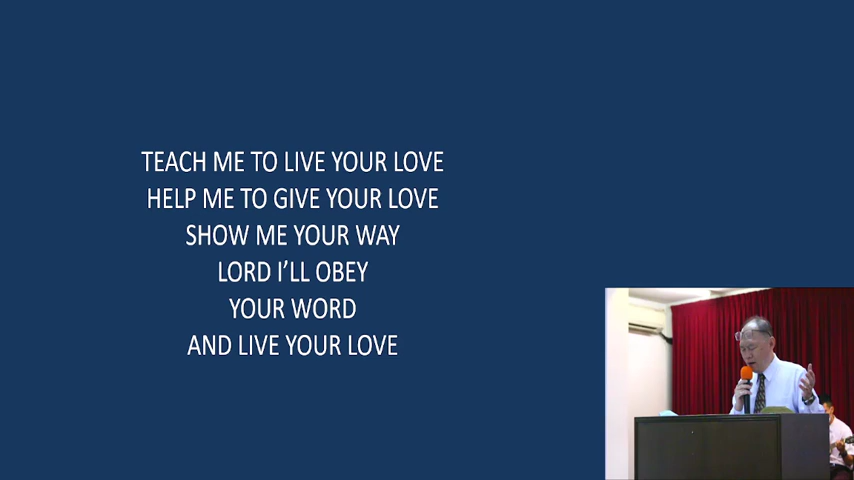 TEACH ME TO LIVE YOUR LOVE
HELP ME TO GIVE YOUR LOVE
SHOW ME YOUR WAY
LORD I'LL OBEY
YOUR WORD
AND LIVE YOUR LOVE